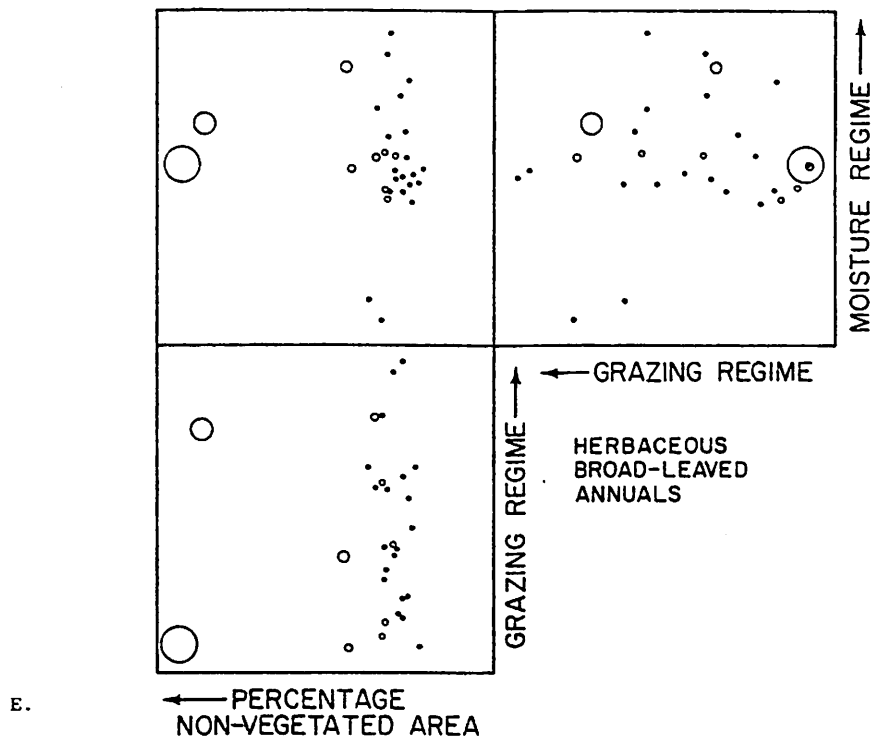 MOISTURE REGIME
GRAZING REGIME
GRAZING REGIME
HERBACEOUS
BROAD-LEAVED
ANNUALS
E.
PERCENTAGE
NON-VEGETATED AREA